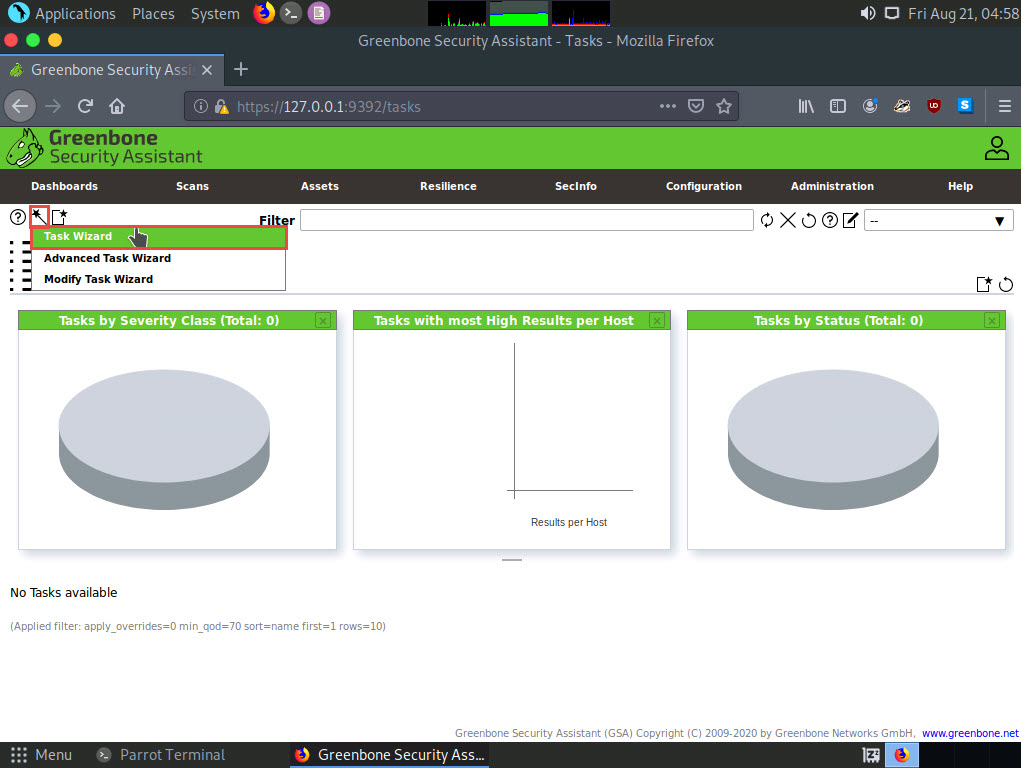 Applications Places System Fri Aug 21, 04:58
Greenbone Security Assistant - Tasks - Mozilla Firefox
Greenbone Security Assi
https://127.0.0.1:9392/tasks
Greenbone
Security Assistant
Dashboards Scans Assets Resilience SecInfo Configuration Administration Help
Filter --
Task Wizard
Advanced Task Wizard
Modify Task Wizard
Tasks by Severity Class (Total: 0) Tasks with most High Results per Host Tasks by Status (Total: 0)
Results per Host
No Tasks available
(Applied filter: apply_overrides=0 min_qod=70 sort=name first=1 rows=10)
Greenbone Security Assistant (GSA) Copyright (C) 2009-2020 by Greenbone Networks GmbH, www.greenbone.net
Menu Parrot Terminal Greenbone Security Ass...